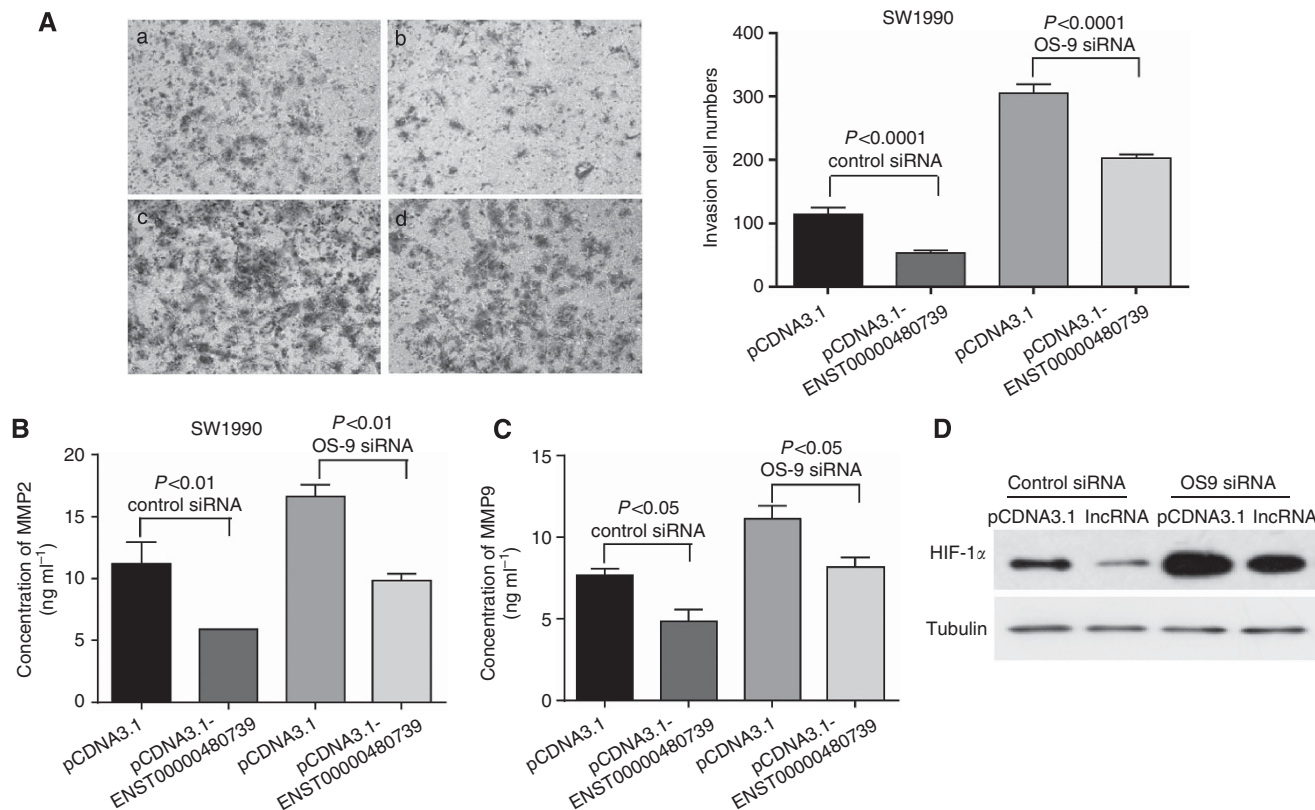 A
a
b
c
d
SW1990
Invasion cell numbers
400
300
200
100
0
P<0.0001
control siRNA
P<0.0001
OS-9 siRNA
pCDNA3.1
pCDNA3.1-
ENST00000480739
pCDNA3.1
pCDNA3.1-
ENST00000480739
B
SW1990
Concentration of MMP2
(ng ml⁻¹)
20
15
10
5
0
P<0.01
control siRNA
P<0.01
OS-9 siRNA
pCDNA3.1
pCDNA3.1-
ENST00000480739
pCDNA3.1
pCDNA3.1-
ENST00000480739
C
Concentration of MMP9
(ng ml⁻¹)
15
10
5
0
P<0.05
control siRNA
P<0.05
OS-9 siRNA
pCDNA3.1
pCDNA3.1-
ENST00000480739
pCDNA3.1
pCDNA3.1-
ENST00000480739
D
Control siRNA
OS9 siRNA
pCDNA3.1 lncRNA pCDNA3.1 lncRNA
HIF-1α
Tubulin